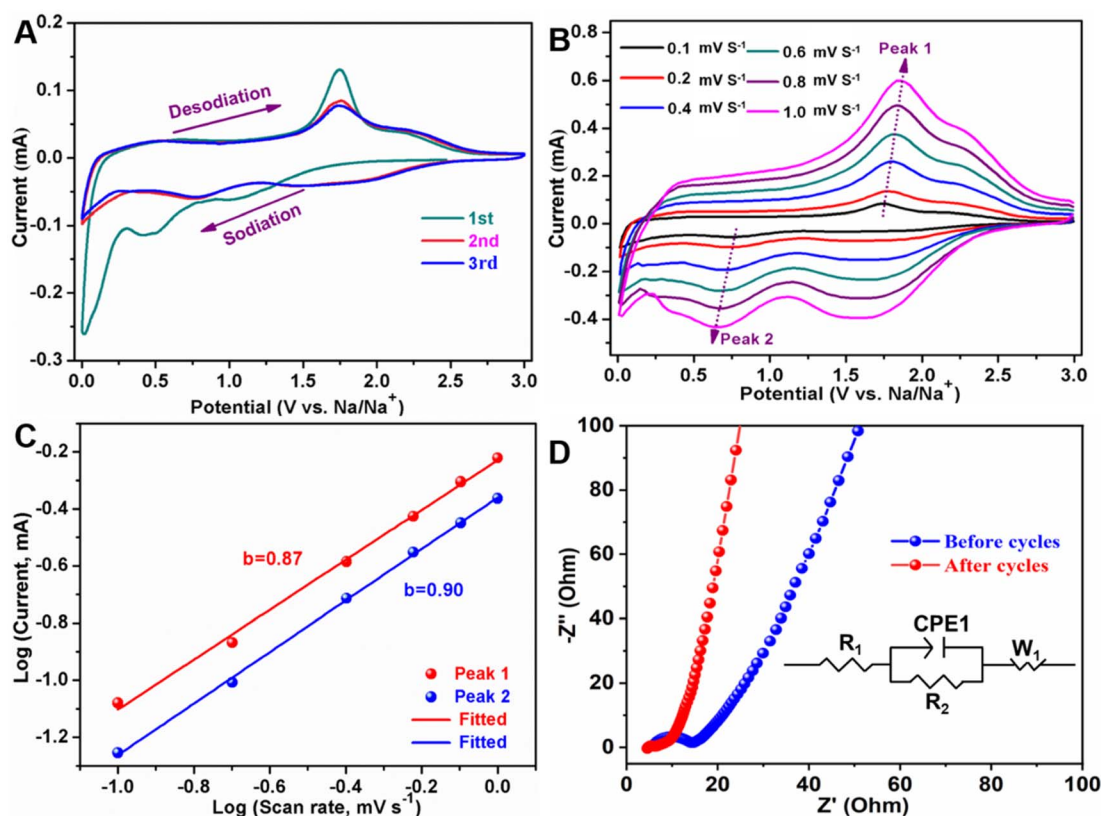 A
Desodiation
Sodiation
1st
2nd
3rd
0.2
0.1
0.0
-0.1
-0.2
-0.3
0.0 0.5 1.0 1.5 2.0 2.5 3.0
Current (mA)
Potential (V vs. Na/Na⁺)
B
0.1 mV S⁻¹ 0.6 mV S⁻¹
0.2 mV S⁻¹ 0.8 mV S⁻¹
0.4 mV S⁻¹ 1.0 mV S⁻¹
Peak 1
Peak 2
0.8
0.6
0.4
0.2
0.0
-0.2
-0.4
0.0 0.5 1.0 1.5 2.0 2.5 3.0
Current (mA)
Potential (V vs. Na/Na⁺)
C
b=0.87
b=0.90
Peak 1
Peak 2
Fitted
Fitted
-0.2
-0.4
-0.6
-0.8
-1.0
-1.2
-1.0 -0.8 -0.6 -0.4 -0.2 0.0
Log (Current, mA)
Log (Scan rate, mV s⁻¹)
D
Before cycles
After cycles
R₁
CPE1
R₂
W₁
100
80
60
40
20
0
0 20 40 60 80 100
-Z'' (Ohm)
Z' (Ohm)